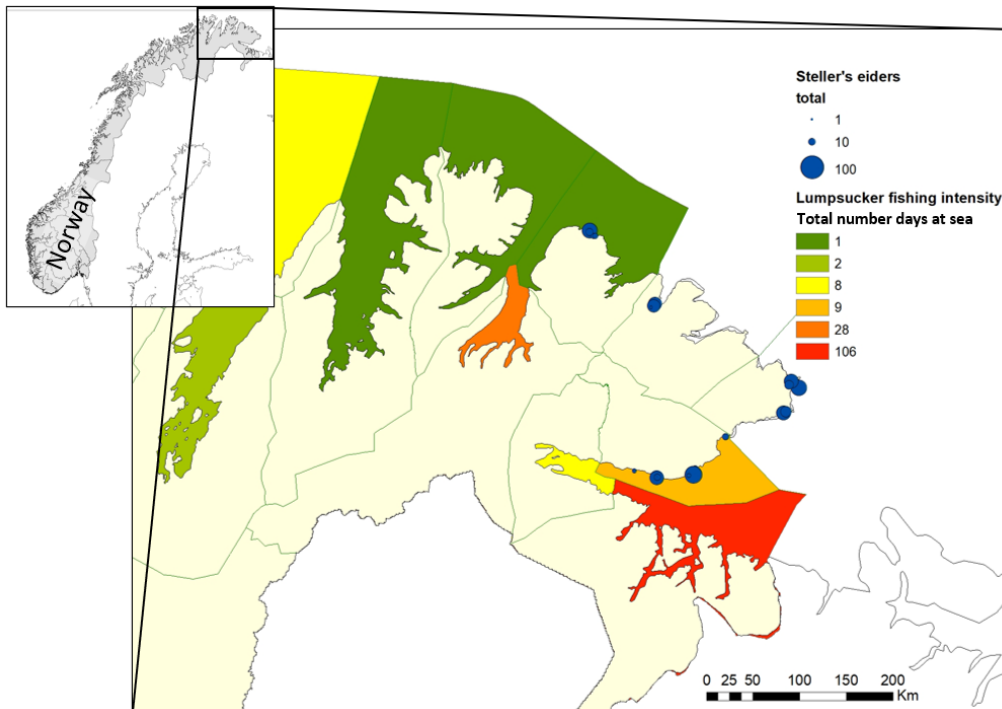 Norway
Steller's eiders
total
1
10
100
Lumpsucker fishing intensity
Total number days at sea
1
2
8
9
28
106
0 25 50 100 150 200
Km